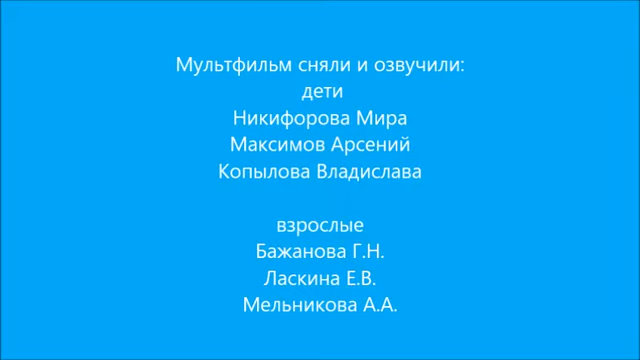 Мультфильм сняли и озвучили:
дети
Никифорова Мира
Максимов Арсений
Копылова Владислава
взрослые
Бажанова Г.Н.
Ласкина Е.В.
Мельникова А.А.